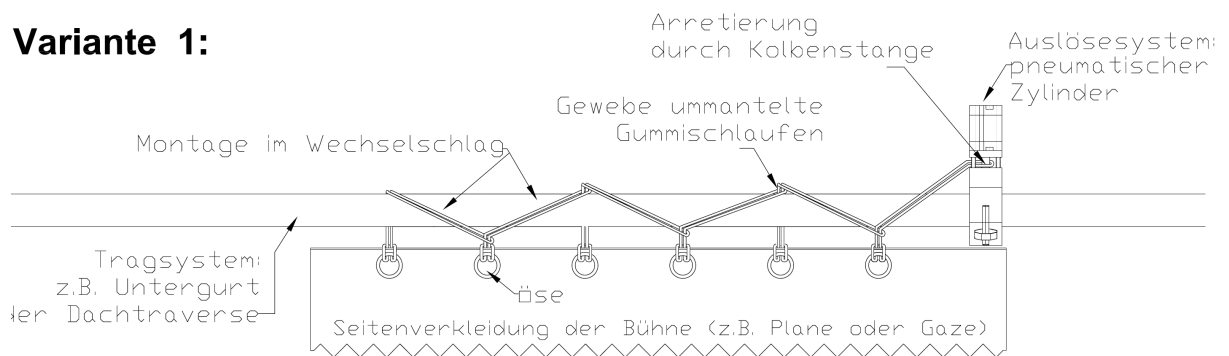 Variante 1:
Arretierung
durch Kolbenstange
Auslösesystem:
pneumatischer
Zylinder
Gewebe ummantelte
Gummischlaufen
Montage im Wechselschlag
Tragsystem:
z.B. Untergurt
der Dachtraverse
Öse
Seitenverkleidung der Bühne (z.B. Plane oder Gaze)